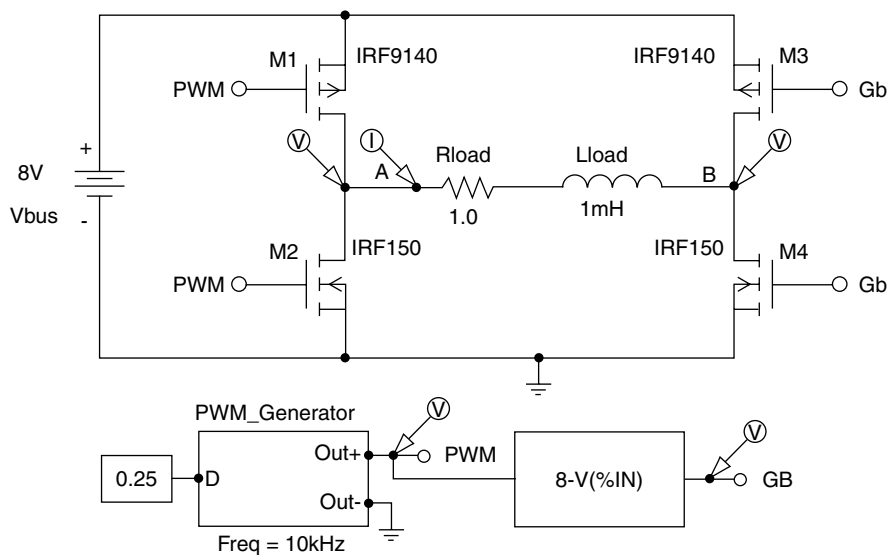 M1
IRF9140
IRF9140
M3
PWM
Gb
V
I
Rload
Lload
V
+
A
B
8V
1.0
1mH
Vbus
-
M2
IRF150
IRF150
M4
PWM
Gb
PWM_Generator
V
V
Out+
PWM
0.25
D
8-V(%IN)
GB
Out-
Freq = 10kHz